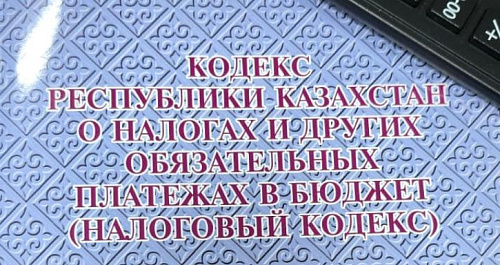 КОДЕКС
РЕСПУБЛИКИ КАЗАХСТАН
О НАЛОГАХ И ДРУГИХ
ОБЯЗАТЕЛЬНЫХ
ПЛАТЕЖАХ В БЮДЖЕТ
(НАЛОГОВЫЙ КОДЕКС)